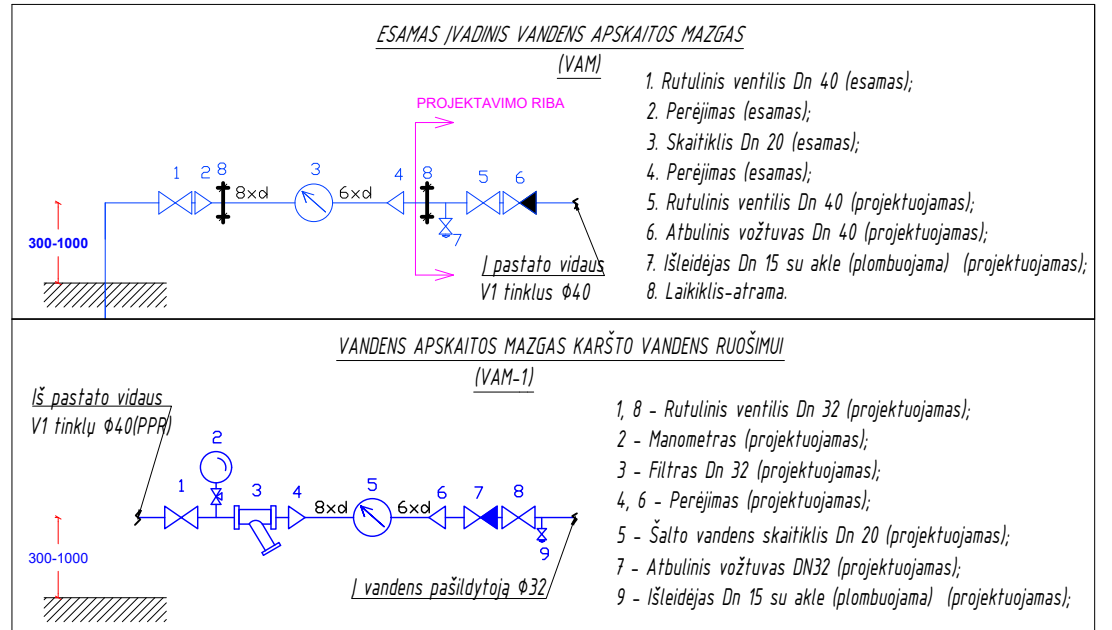 ESAMAS ĮVADINIS VANDENS APSKAITOS MAZGAS
(VAM)
PROJEKTAVIMO RIBA
1 2 8 8xd 3 6xd 4 8 5 6
7
300-1000
Į pastato vidaus
V1 tinklus Φ40
1. Rutulinis ventilis Dn 40 (esamas);
2. Perėjimas (esamas);
3. Skaitiklis Dn 20 (esamas);
4. Perėjimas (esamas);
5. Rutulinis ventilis Dn 40 (projektuojamas);
6. Atbulinis vožtuvas Dn 40 (projektuojamas);
7. Išleidėjas Dn 15 su akle (plombuojama) (projektuojamas);
8. Laikiklis-atrama.
VANDENS APSKAITOS MAZGAS KARŠTO VANDENS RUOŠIMUI
(VAM-1)
Iš pastato vidaus
V1 tinklų Φ40(PPR)
2
1 3 4 8xd 5 6xd 6 7 8
9
300-1000
Į vandens pašildytoją Φ32
1, 8 - Rutulinis ventilis Dn 32 (projektuojamas);
2 - Manometras (projektuojamas);
3 - Filtras Dn 32 (projektuojamas);
4, 6 - Perėjimas (projektuojamas);
5 - Šalto vandens skaitiklis Dn 20 (projektuojamas);
7 - Atbulinis vožtuvas DN32 (projektuojamas);
9 - Išleidėjas Dn 15 su akle (plombuojama) (projektuojamas);